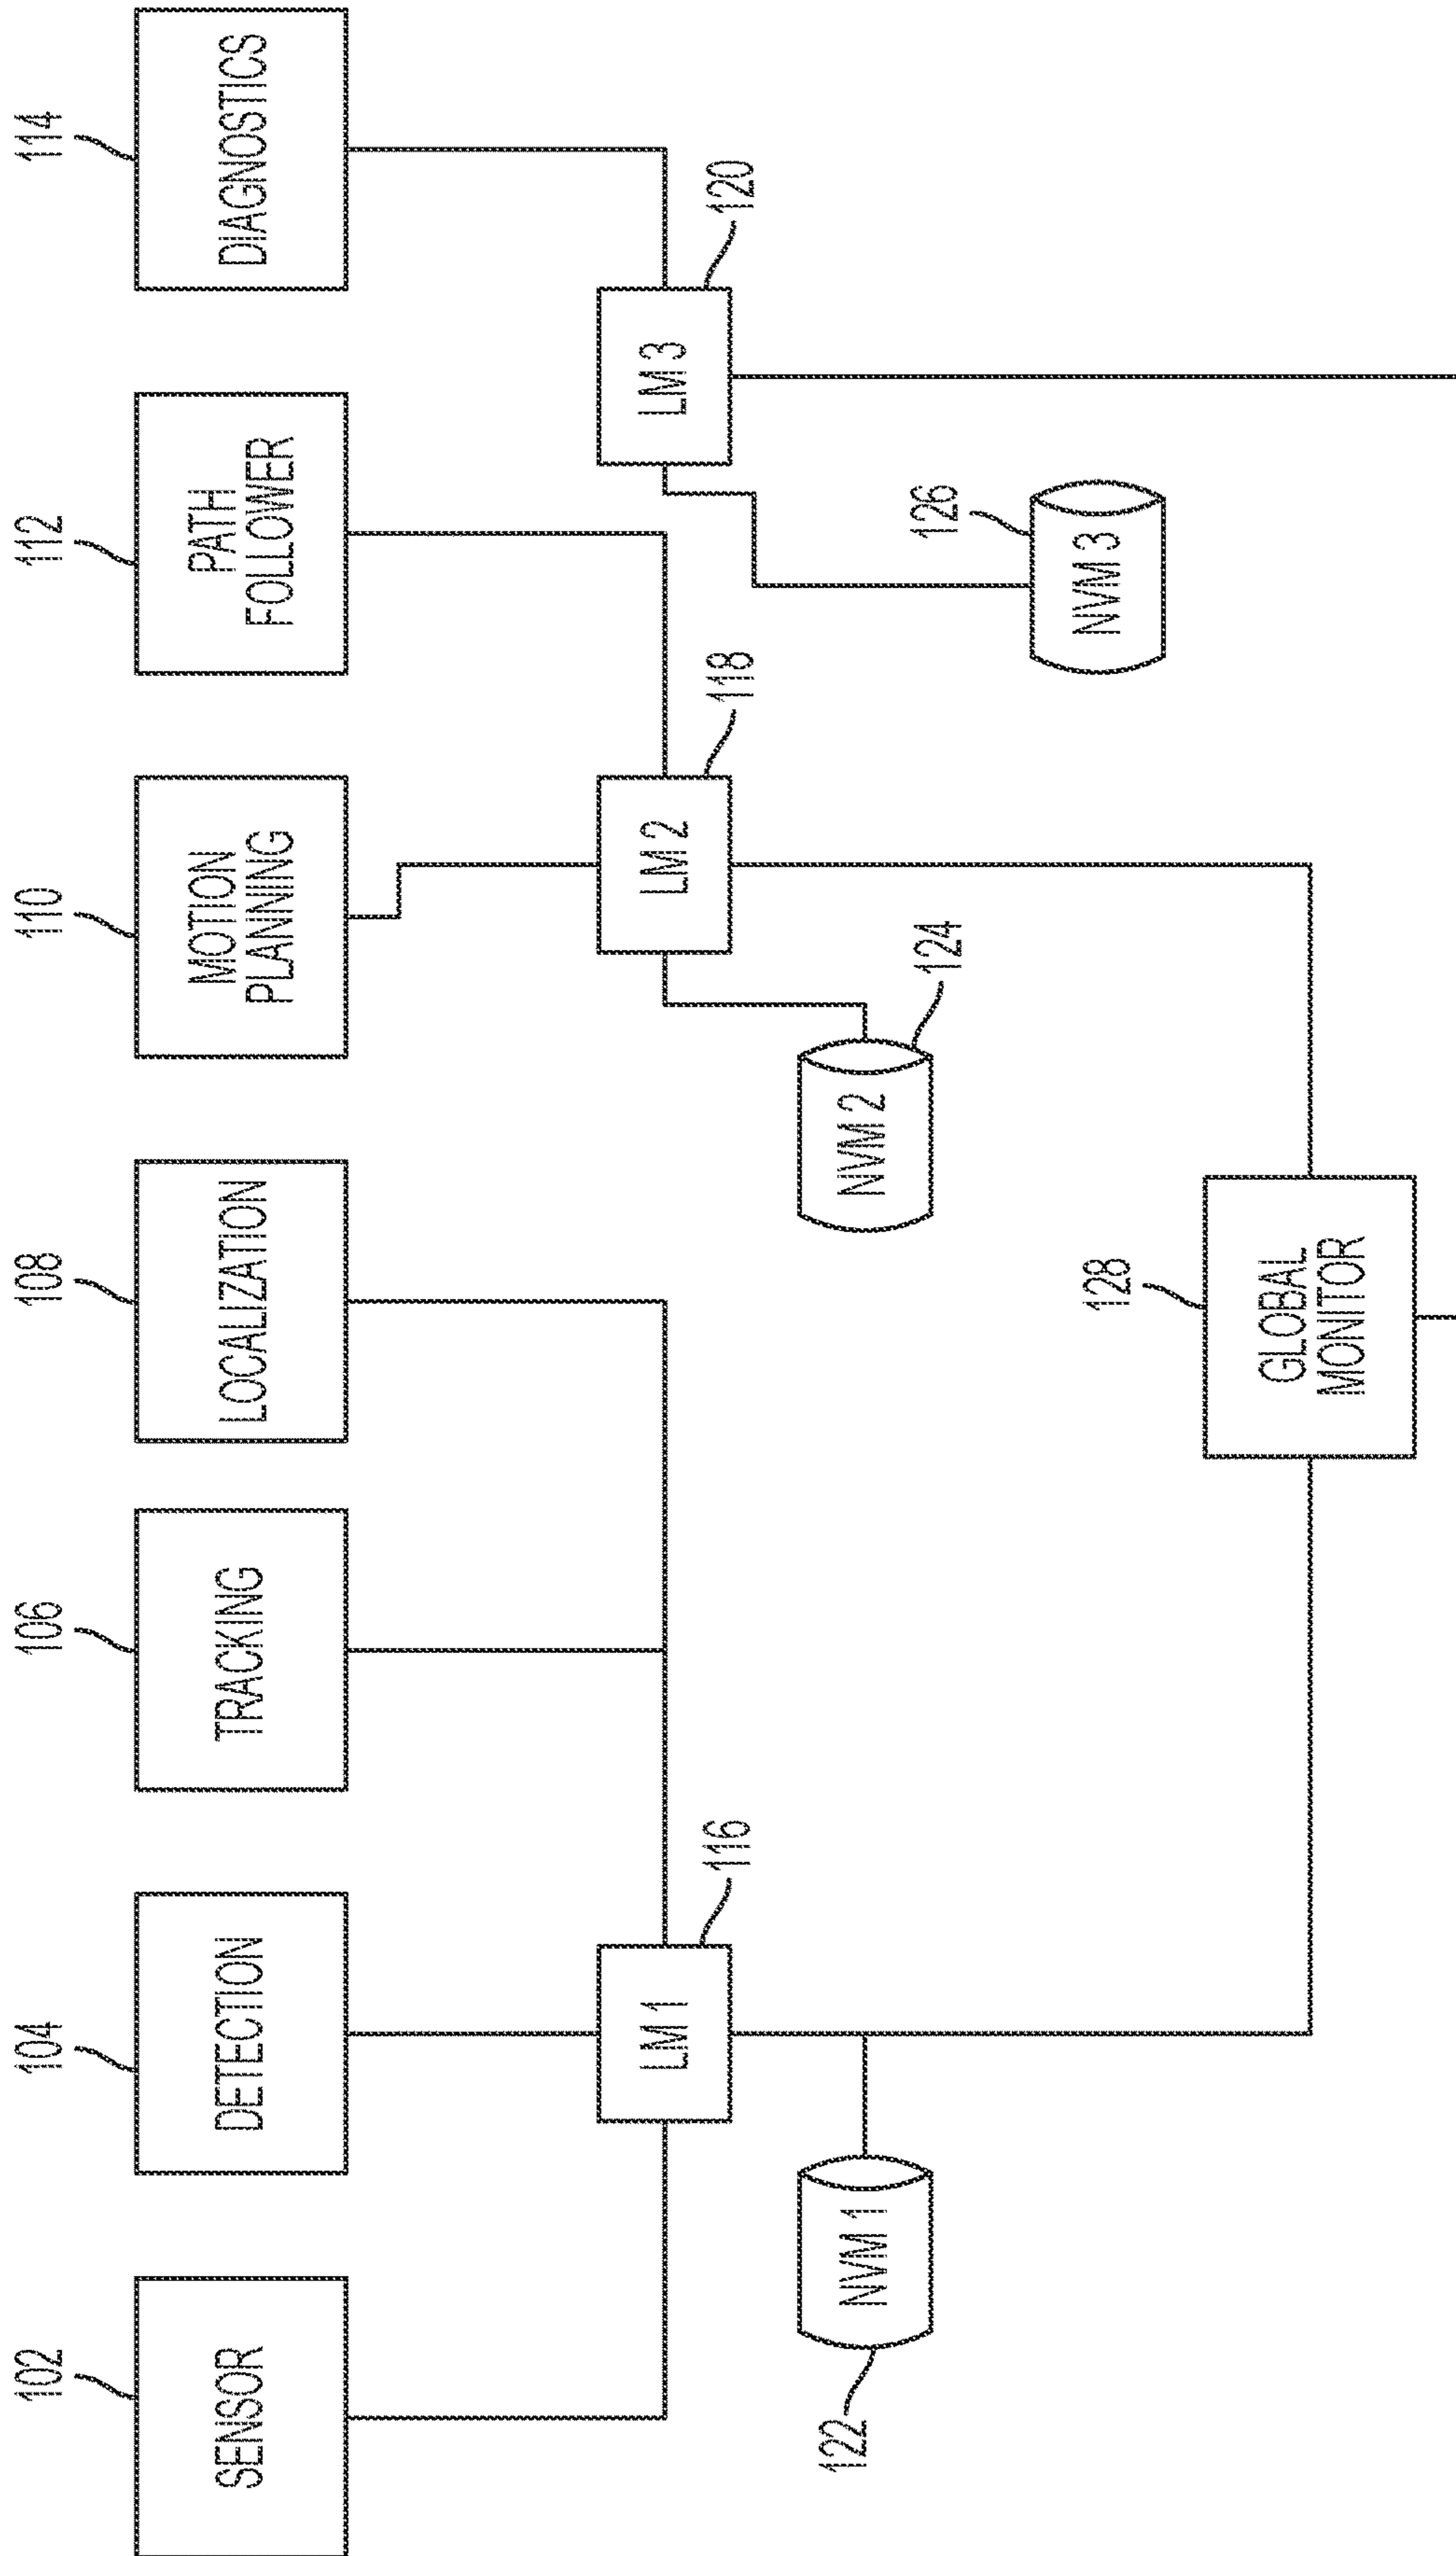 102
104
106
108
110
112
114
SENSOR
DETECTION
TRACKING
LOCALIZATION
MOTION
PLANNING
PATH
FOLLOWER
DIAGNOSTICS
116
118
120
LM 1
LM 2
LM 3
122
NVM 1
NVM 2
124
126
NVM 3
128
GLOBAL
MONITOR